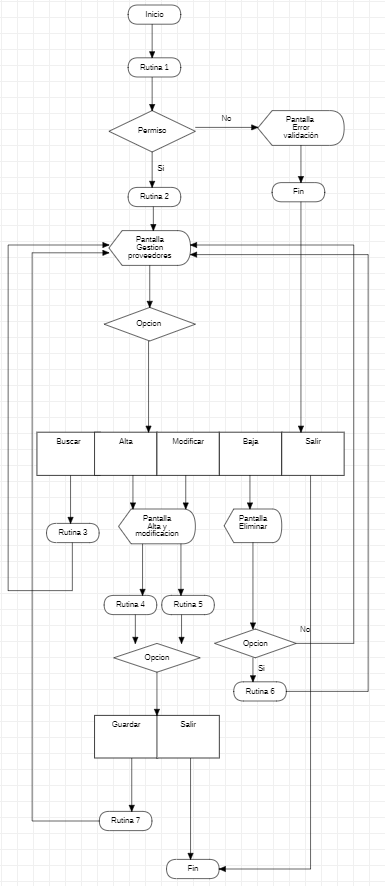 Inicio
Rutina 1
Permiso
No
Pantalla
Error
validación
Si
Fin
Rutina 2
Pantalla
Gestion
proveedores
Opcion
Buscar
Alta
Modificar
Baja
Salir
Pantalla
Alta y
modificacion
Pantalla
Eliminar
Rutina 3
Rutina 4
Rutina 5
Opcion
Opcion
No
Si
Rutina 6
Guardar
Salir
Rutina 7
Fin